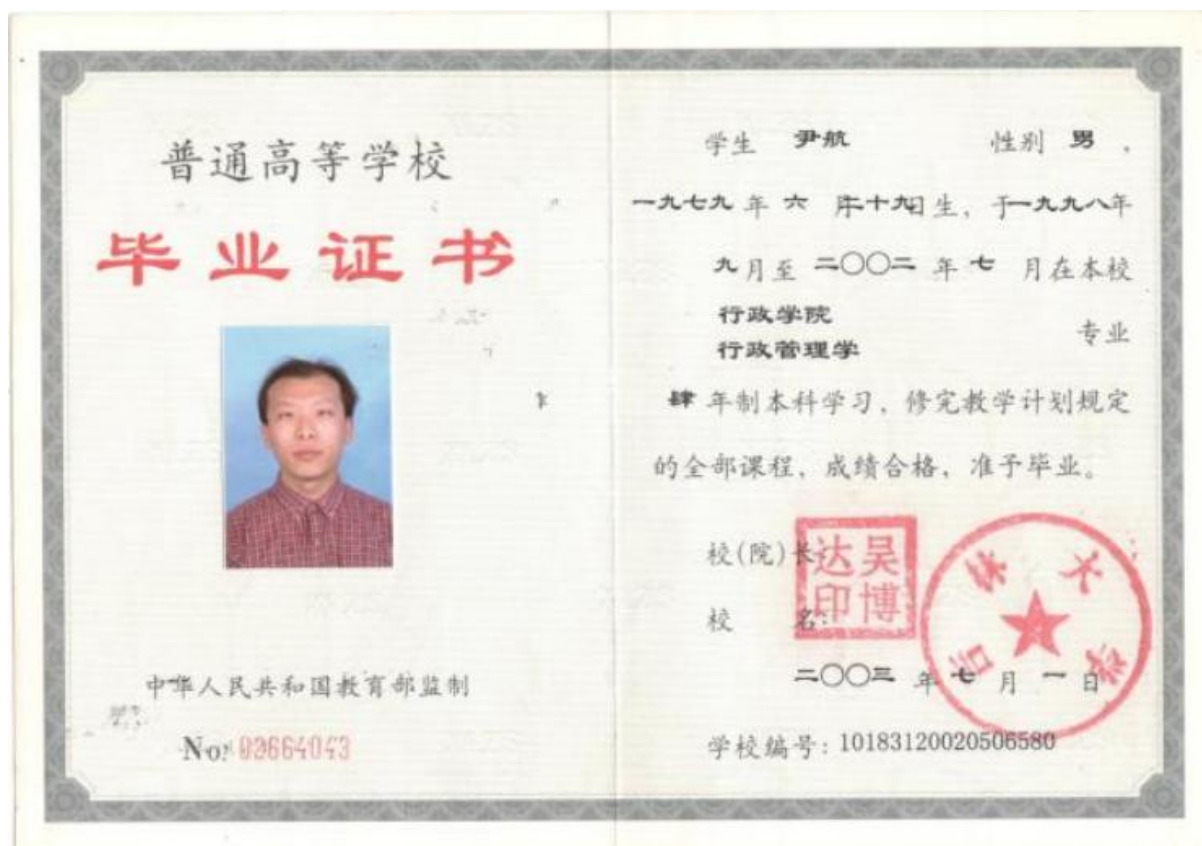 普通高等学校
毕业证书
中华人民共和国教育部监制
No: 02664043
学生 尹航 性别 男 ,
一九七九 年 六 月 十九日生, 于一九九八年
九月至 二〇〇二 年 七 月在本校
行政学院
行政管理学 专业
肆 年制本科学习, 修完教学计划规定
的全部课程, 成绩合格, 准予毕业。
校(院)长:
吴博达印
校 名:
吉林大学
二〇〇三 年 七 月 一 日
学校编号: 10183120020506580